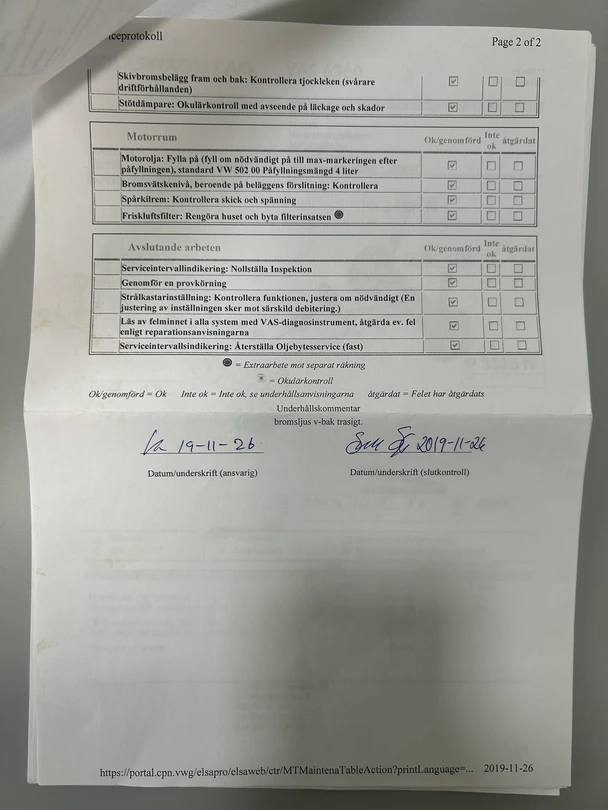 iceprotokoll
Page 2 of 2
Skivbromsbelägg fram och bak: Kontrollera tjockleken (svårare
driftförhållanden)
Stötdämpare: Okulärkontroll med avseende på läckage och skador
Motorrum Ok/genomförd Inte ok åtgärdat
Motorolja: Fylla på (fyll om nödvändigt på till max-markeringen efter
påfyllningen), standard VW 502 00 Påfyllningsmängd 4 liter
Bromsvätskenivå, beroende på beläggens förslitning: Kontrollera
Spårkilrem: Kontrollera skick och spänning
Friskluftsfilter: Rengöra huset och byta filterinsatsen
Avslutande arbeten Ok/genomförd Inte ok åtgärdat
Serviceintervallindikering: Nollställa Inspektion
Genomför en provkörning
Strålkastarinställning: Kontrollera funktionen, justera om nödvändigt (En
justering av inställningen sker mot särskild debitering.)
Läs av felminnet i alla system med VAS-diagnosinstrument, åtgärda ev. fel
enligt reparationsanvisningarna
Serviceintervallsindikering: Återställa Oljebytesservice (fast)
= Extraarbete mot separat räkning
= Okulärkontroll
Ok/genomförd = Ok Inte ok = Inte ok, se underhållsanvisningarna åtgärdat = Felet har åtgärdats
Underhållskommentar
bromsljus v-bak trasigt.
19-11-26 2019-11-26
Datum/underskrift (ansvarig) Datum/underskrift (slutkontroll)
https://portal.cpn.vwg/elsapro/elsaweb/ctr/MTMaintenaTableAction?printLanguage=... 2019-11-26